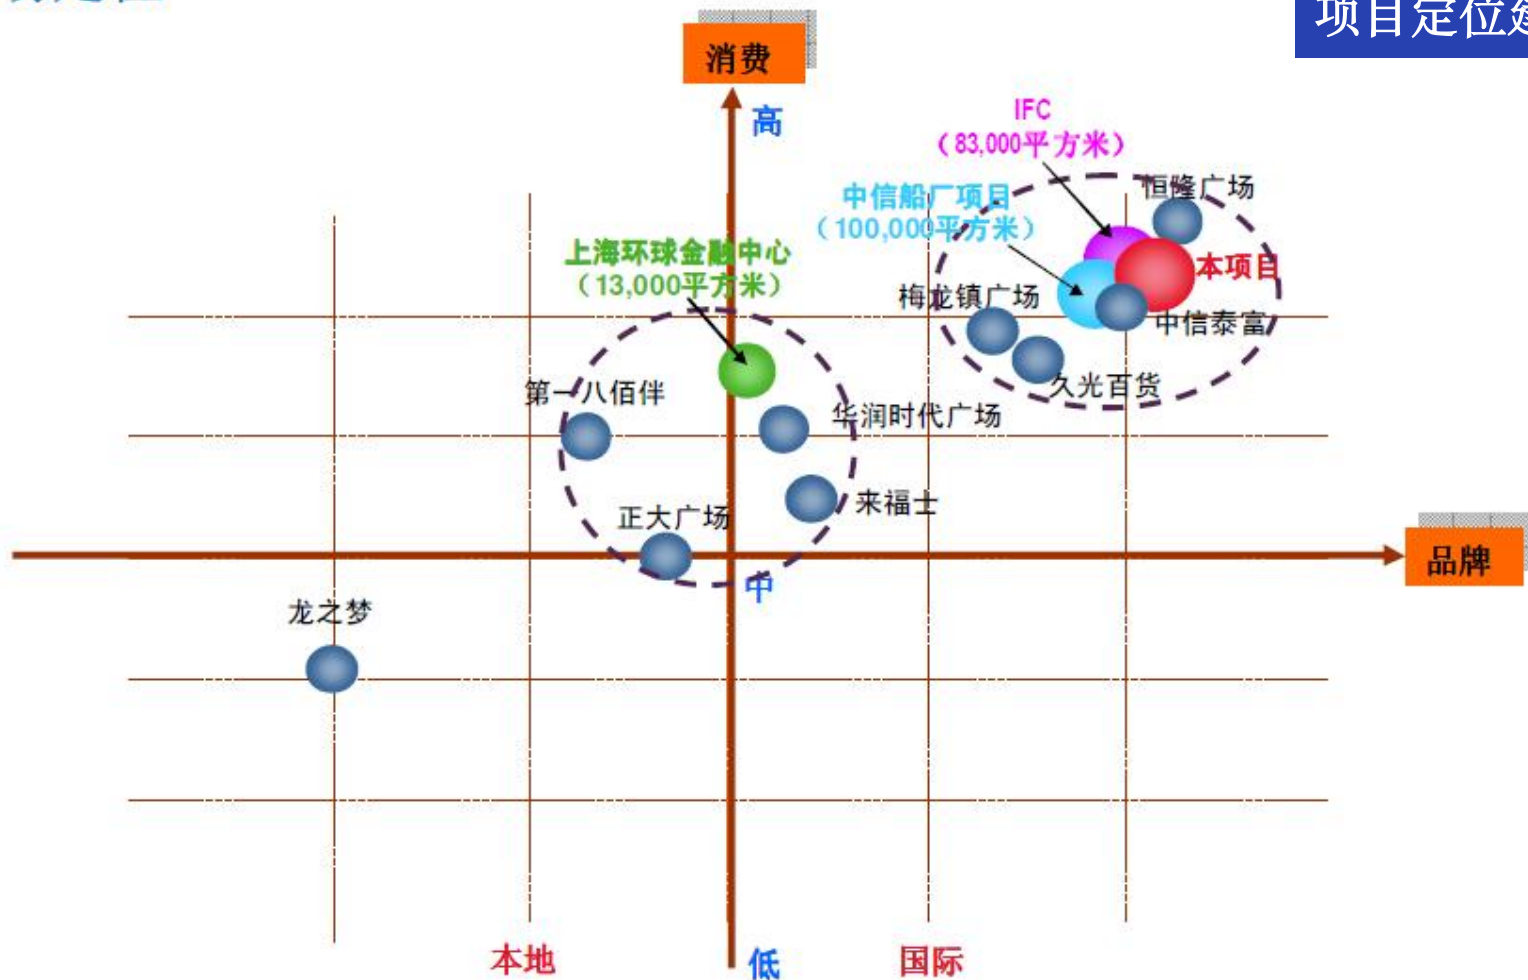 项目定位
消费
高
IFC
（83,000平方米）
恒隆广场
中信船厂项目
（100,000平方米）
上海环球金融中心
（13,000平方米）
本项目
梅龙镇广场
中信泰富
久光百货
第一八佰伴
华润时代广场
来福士
正大广场
品牌
中
龙之梦
本地
低
国际